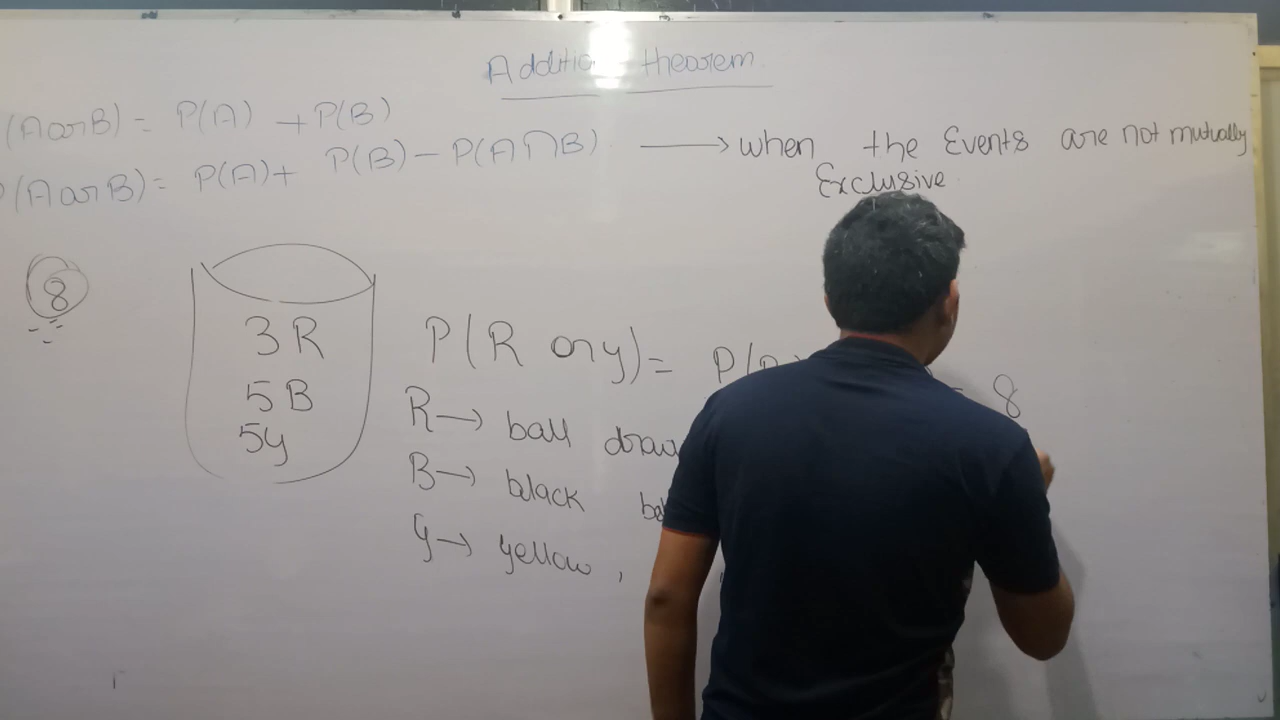 Addition theorem
(A or B) = P(A) + P(B)
P(A or B) = P(A) + P(B) - P(A∩B) → when the Events are not mutually
Exclusive
8
3R
5B
5y
P(R or y) = P(R) = 8
R → ball draw
B → black
y → yellow,